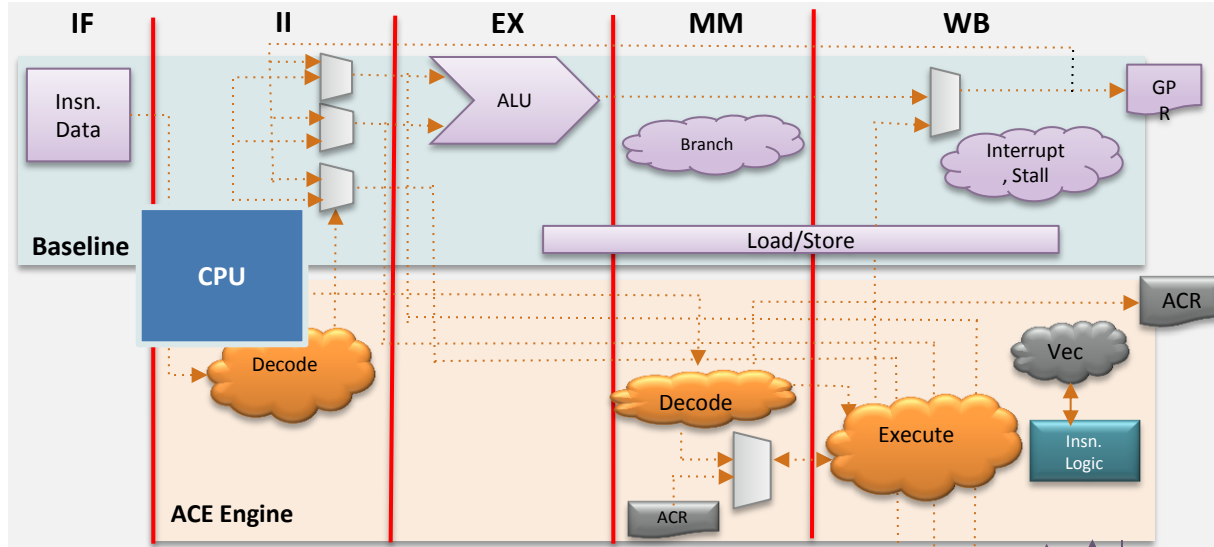 IF
II
EX
MM
WB
Insn.
Data
ALU
Branch
Interrupt
, Stall
GP
R
Load/Store
Baseline
CPU
ACR
Decode
Decode
Execute
Vec
Insn.
Logic
ACR
ACE Engine